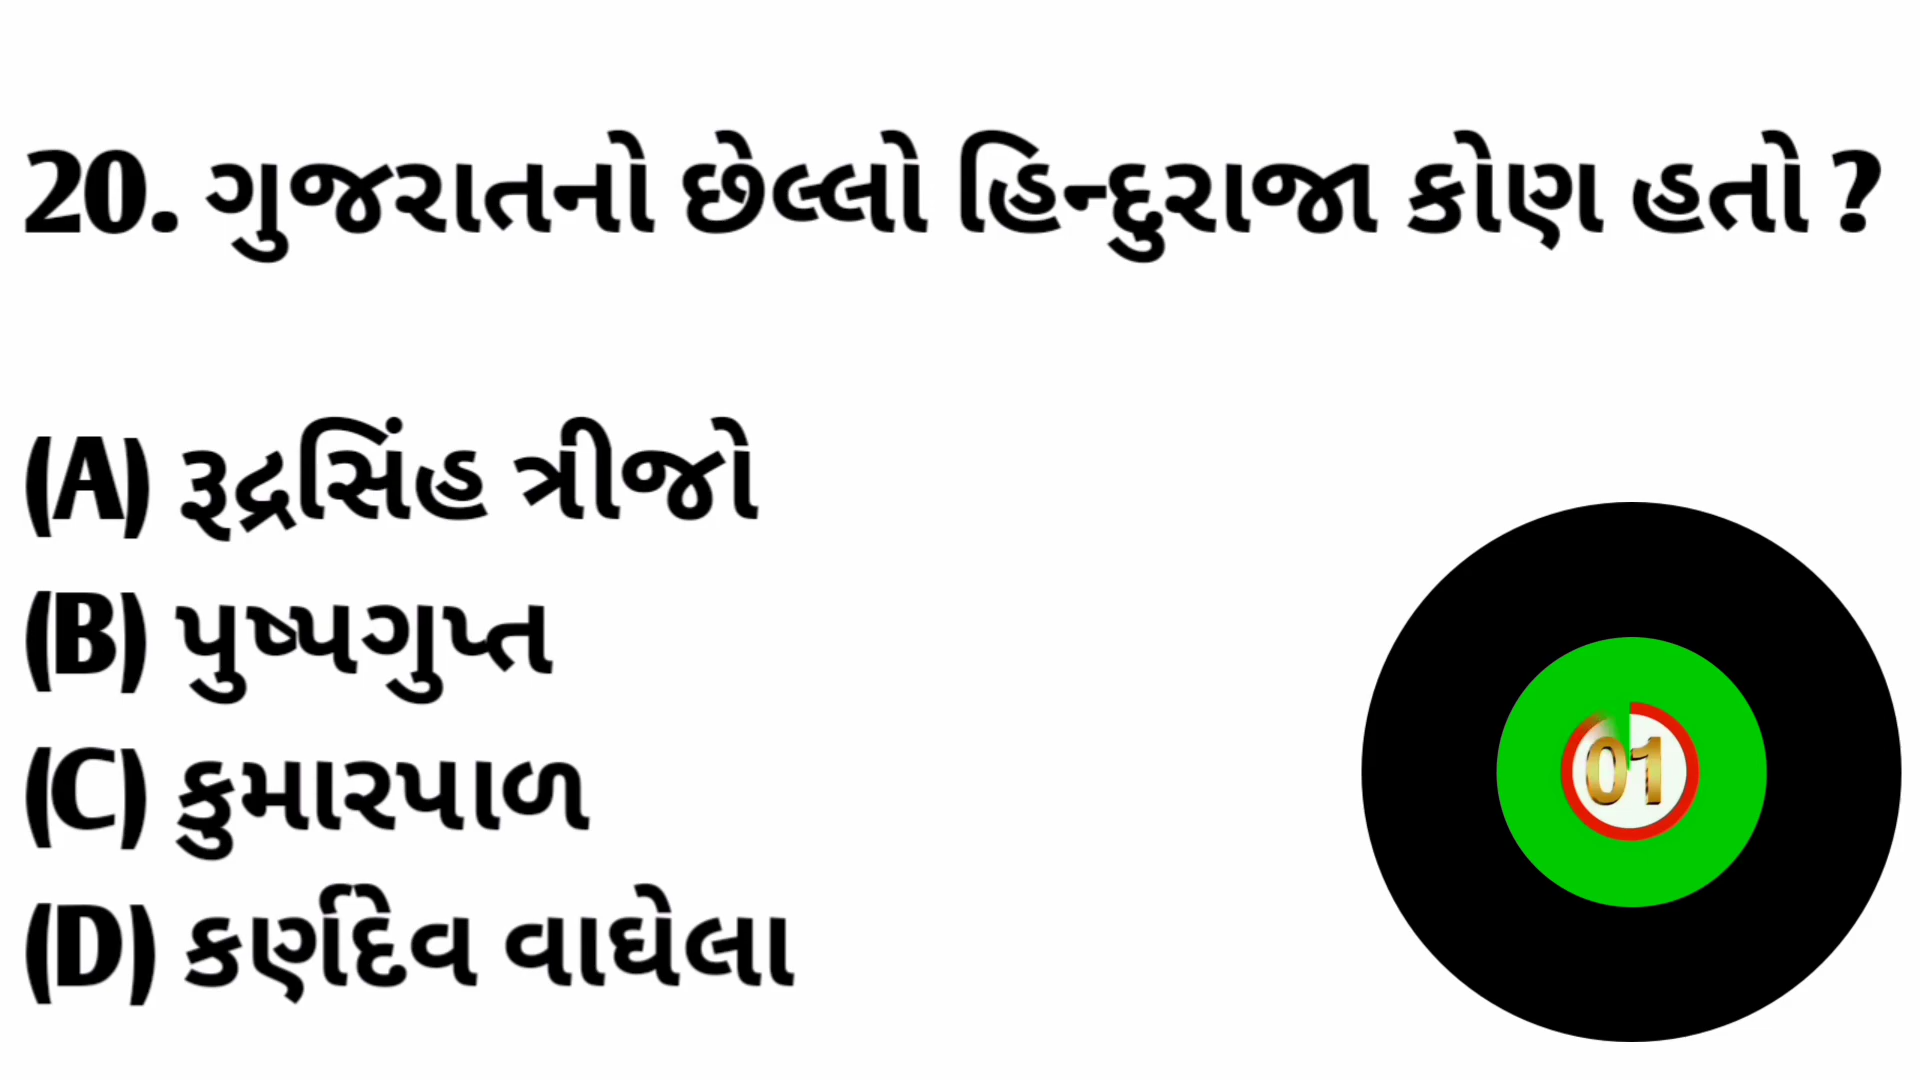 20. ગુજરાતનો છેલ્લો હિન્દુરાજા કોણ હતો ?
(A) રૂદ્રસિંહ ત્રીજો
(B) પુષ્પગુપ્ત
(C) કુમારપાળ
(D) કર્ણદેવ વાઘેલા
01